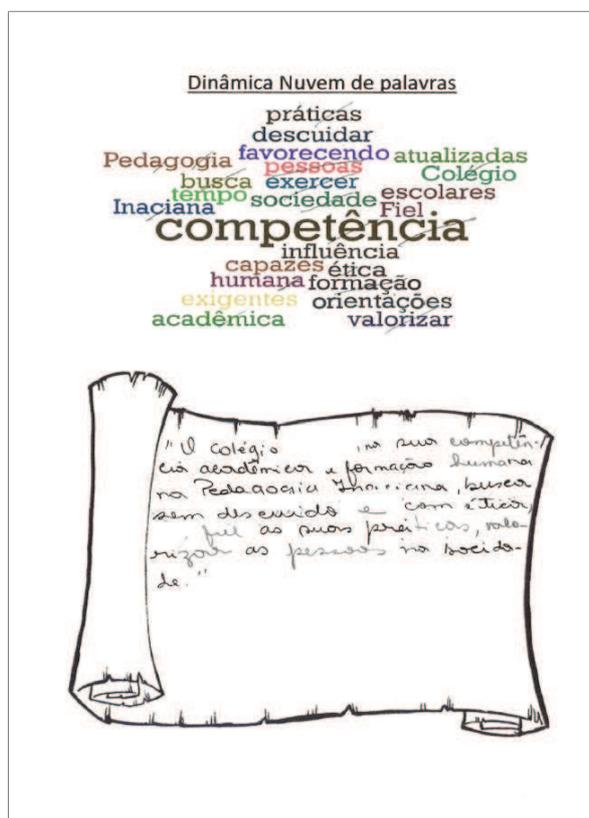 Dinâmica Nuvem de palavras
práticas
descuidar
Pedagogia favorecendo atualizadas
pessoas Colégio
busca exercer
tempo sociedade escolares
Inaciana Fiel
competência
influência
capazes ética
humana formação
exigentes orientações
acadêmica valorizar
"O Colégio , na sua competên-
cia acadêmica e formação humana
na Pedagogia Inaciana, busca
sem descuido e com ética,
fiel as suas práticas, valo-
rizar as pessoas na socieda-
de."